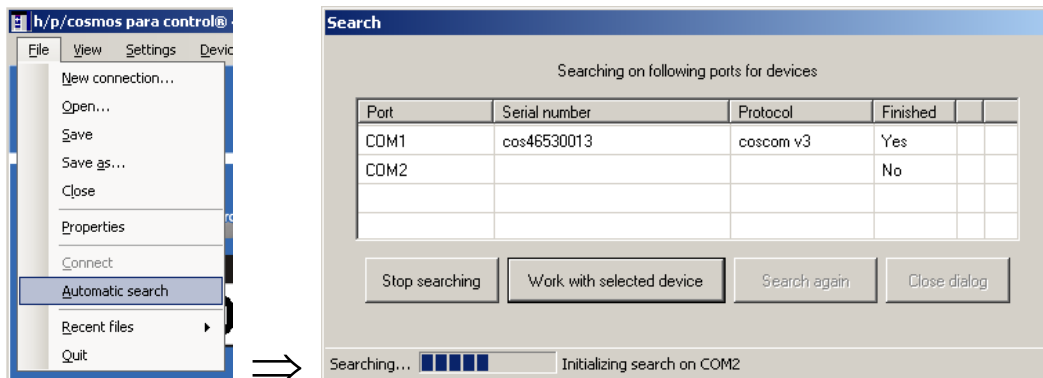 h/p/cosmos para control®
File View Settings Devic
New connection...
Open...
Save
Save as...
Close
Properties
Connect
Automatic search
Recent files
Quit
⇒
Search
Searching on following ports for devices
Port Serial number Protocol Finished
COM1 cos46530013 coscom v3 Yes
COM2 No
Stop searching Work with selected device Search again Close dialog
Searching... Initializing search on COM2